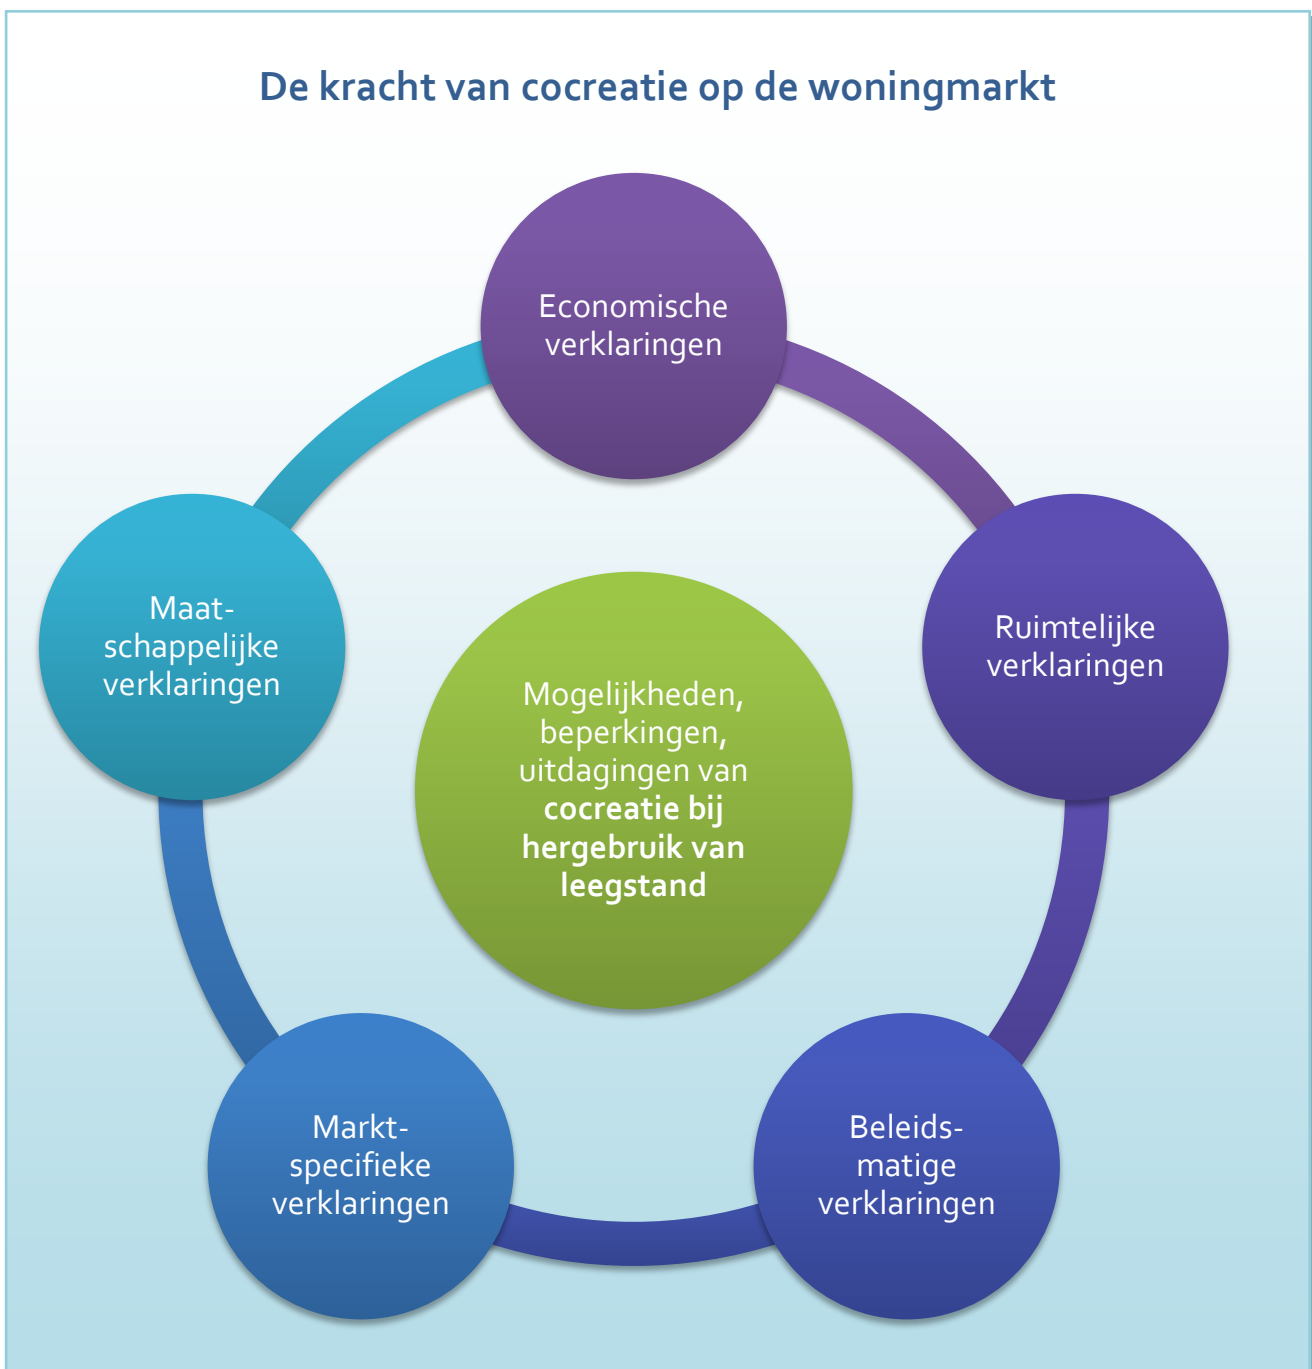 De kracht van cocreatie op de woningmarkt
Economische
verklaringen
Ruimtelijke
verklaringen
Beleids-
matige
verklaringen
Markt-
specifieke
verklaringen
Maat-
schappelijke
verklaringen
Mogelijkheden,
beperkingen,
uitdagingen van
cocreatie bij
hergebruik van
leegstand